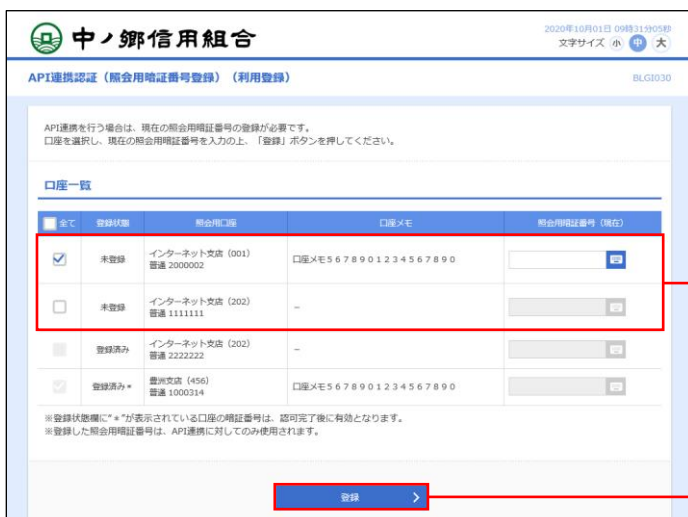 中ノ郷信用組合
2020年10月01日 09時31分05秒
文字サイズ 小 中 大
API連携認証（照会用暗証番号登録）（利用登録）
BLGI030
API連携を行う場合は、現在の照会用暗証番号の登録が必要です。
口座を選択し、現在の照会用暗証番号を入力の上、「登録」ボタンを押してください。
口座一覧
全て 登録状態 照会用口座 口座メモ 照会用暗証番号（現在）
未登録 インターネット支店（001） 口座メモ５６７８９０１２３４５６７８９０
普通 2000002
未登録 インターネット支店（202） －
普通 1111111
登録済み インターネット支店（202） －
普通 2222222
登録済み＊ 豊洲支店（456） 口座メモ５６７８９０１２３４５６７８９０
普通 1000314
※登録状態欄に"＊"が表示されている口座の暗証番号は、認可完了後に有効となります。
※登録した照会用暗証番号は、API連携に対してのみ使用されます。
登録